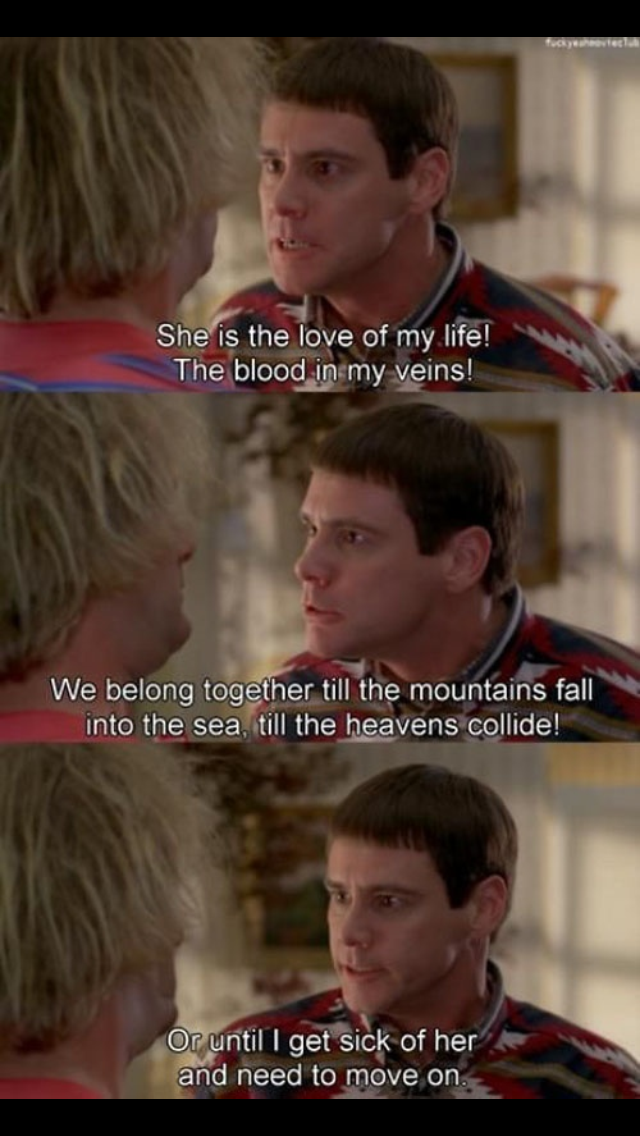 fuckyeahmovieclub
She is the love of my life!
The blood in my veins!
We belong together till the mountains fall
into the sea, till the heavens collide!
Or until I get sick of her
and need to move on.